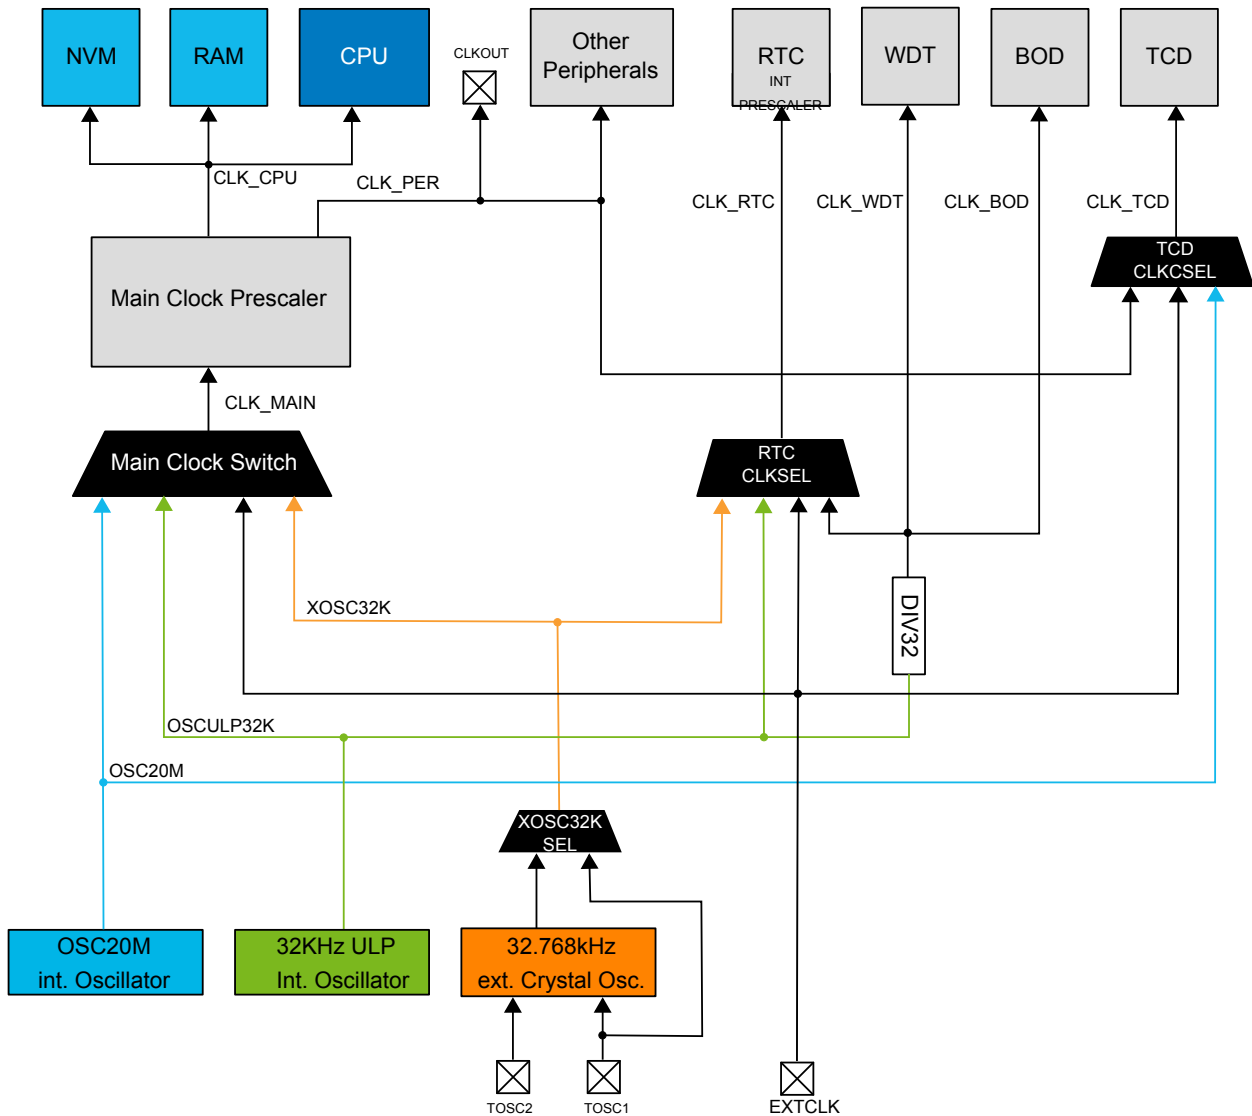 NVM
RAM
CPU
CLKOUT
Other
Peripherals
RTC
INT
PRESCALER
WDT
BOD
TCD
CLK_CPU
CLK_PER
CLK_RTC
CLK_WDT
CLK_BOD
CLK_TCD
TCD
CLKCSEL
Main Clock Prescaler
CLK_MAIN
Main Clock Switch
RTC
CLKSEL
XOSC32K
DIV32
OSCULP32K
OSC20M
XOSC32K
SEL
OSC20M
int. Oscillator
32KHz ULP
Int. Oscillator
32.768kHz
ext. Crystal Osc.
TOSC2
TOSC1
EXTCLK